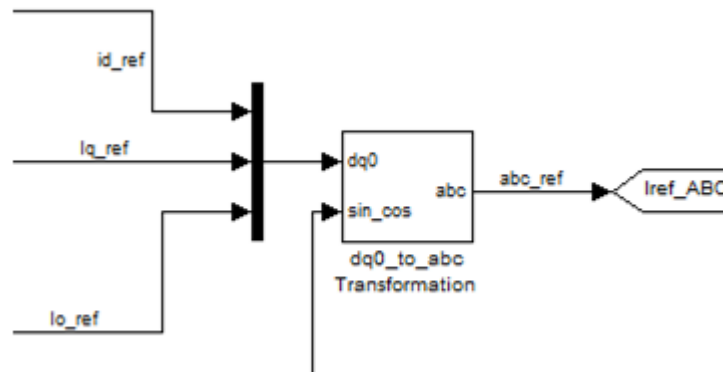 id_ref
Iq_ref
dq0
abc
sin_cos
abc_ref
Iref_ABC
dq0_to_abc
Transformation
Io_ref